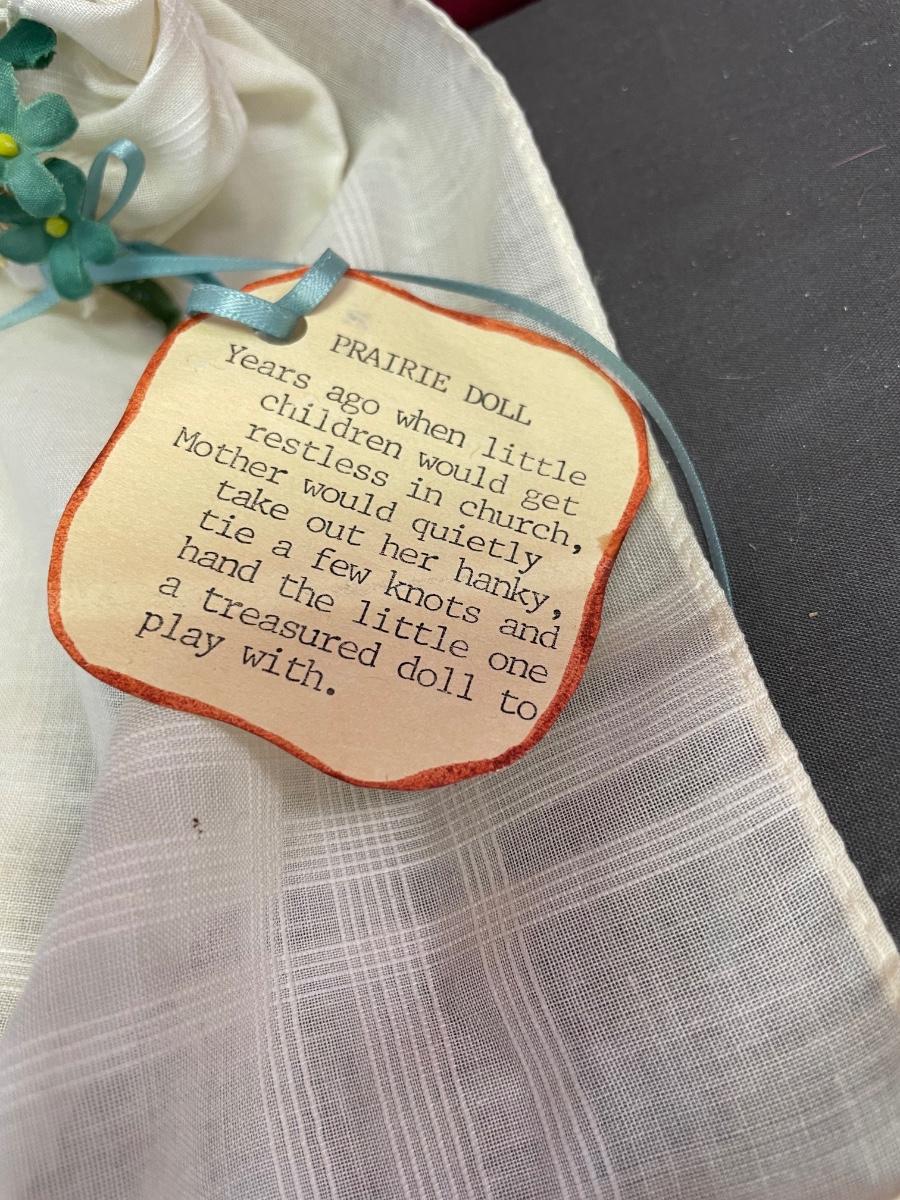 PRAIRIE DOLL
Years ago when little
children would get
restless in church,
Mother would quietly
take out her hanky,
tie a few knots and
hand the little one
a treasured doll to
play with.